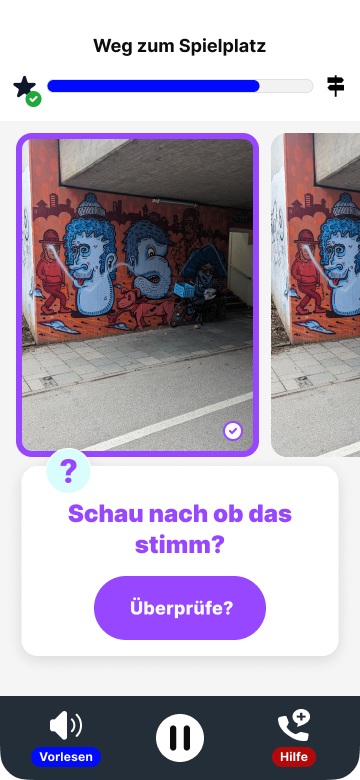 Weg zum Spielplatz
?
Schau nach ob das
stimm?
Überprüfe?
Vorlesen
Hilfe